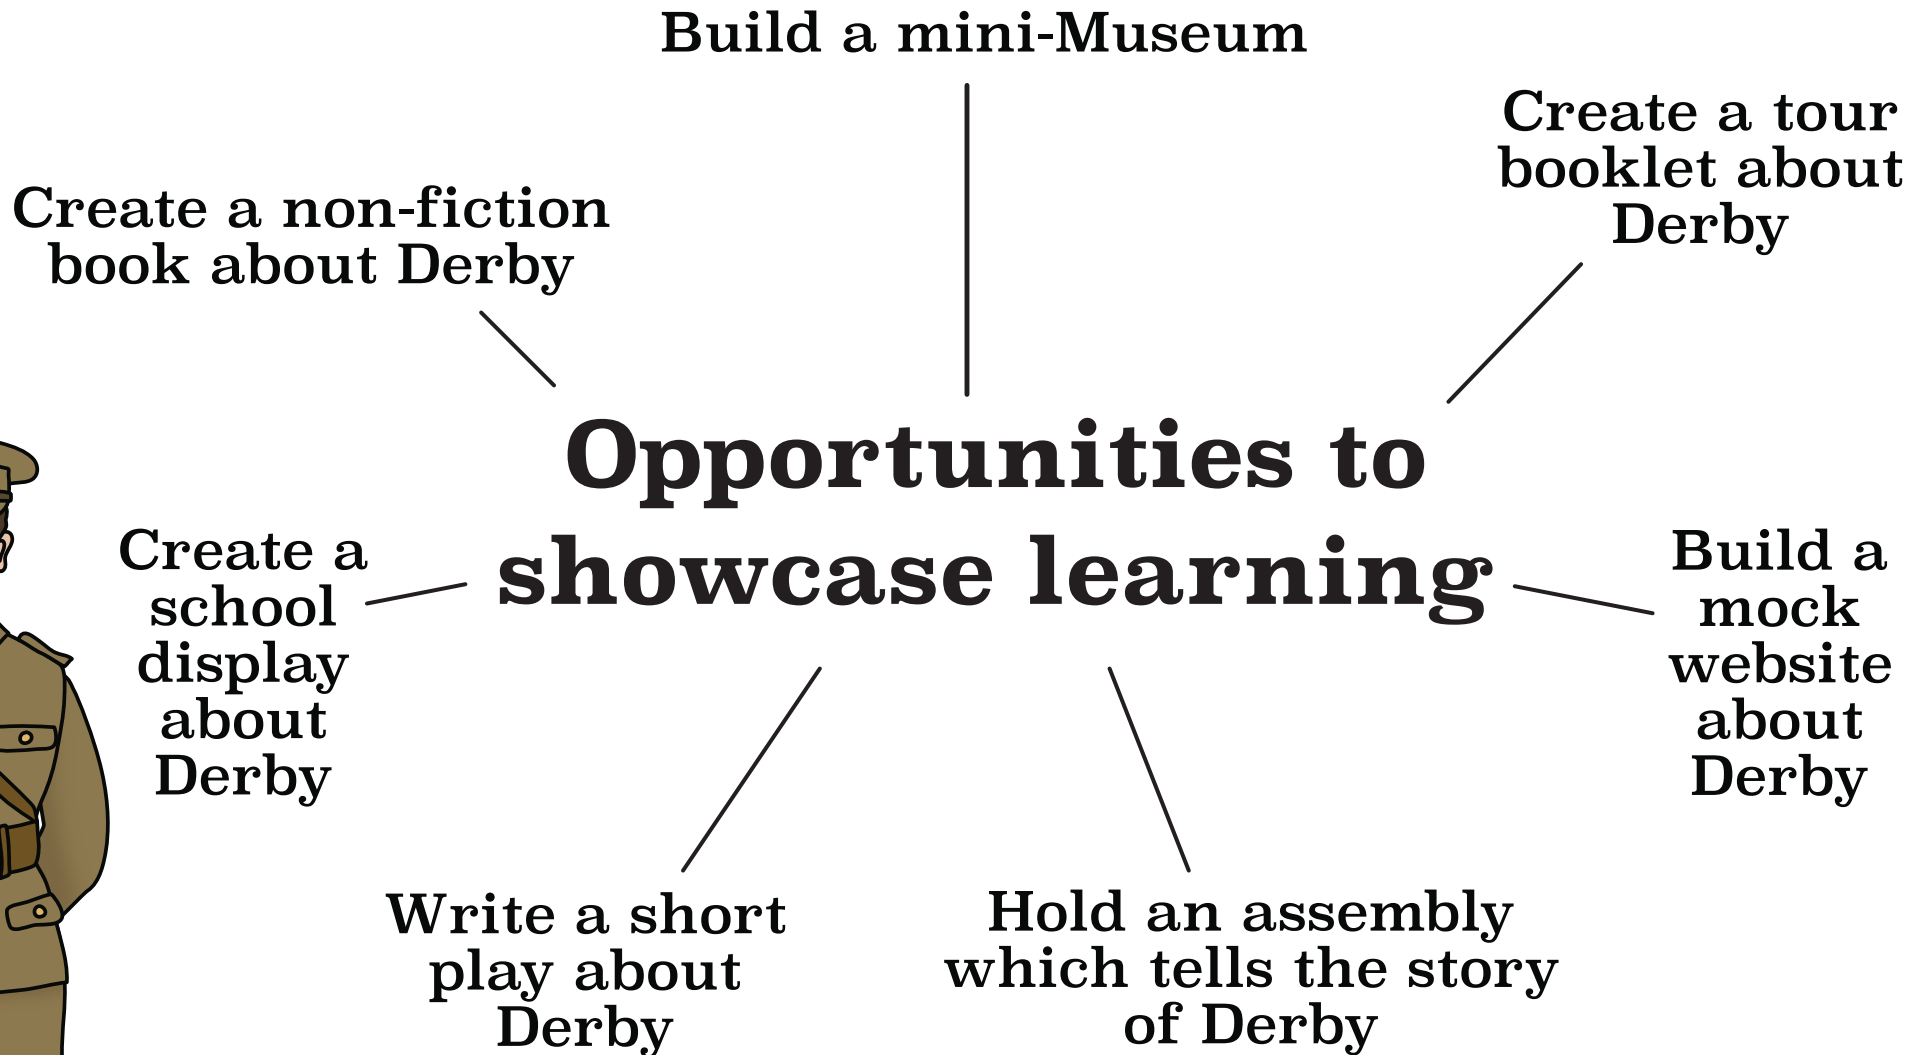 Build a mini-Museum
Create a tour
booklet about
Derby
Create a non-fiction
book about Derby
Opportunities to
showcase learning
Create a
school
display
about
Derby
Build a
mock
website
about
Derby
Write a short
play about
Derby
Hold an assembly
which tells the story
of Derby